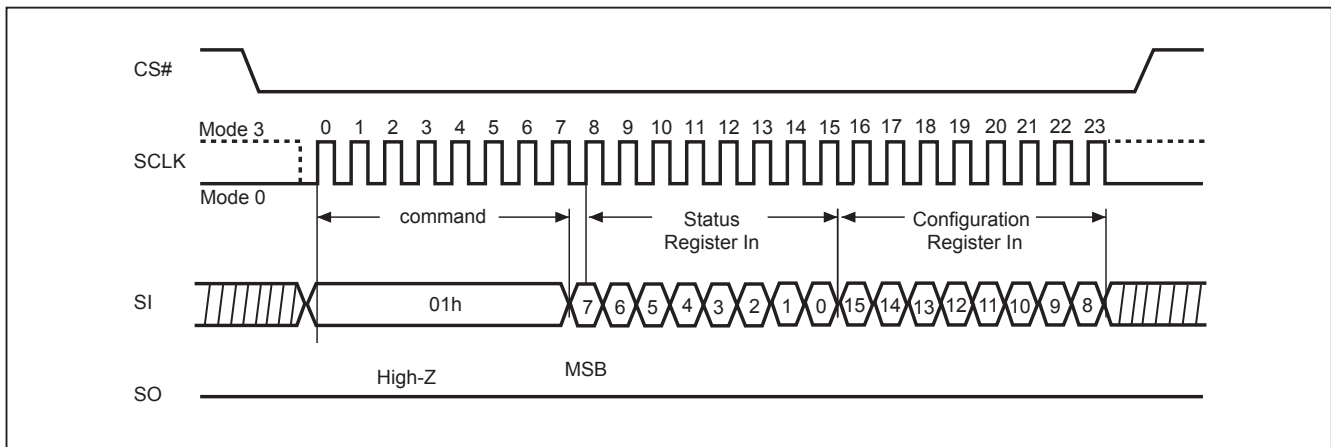 CS#
Mode 3
0 1 2 3 4 5 6 7 8 9 10 11 12 13 14 15 16 17 18 19 20 21 22 23
SCLK
Mode 0
command
Status
Register In
Configuration
Register In
SI
01h
7 6 5 4 3 2 1 0 15 14 13 12 11 10 9 8
High-Z
MSB
SO